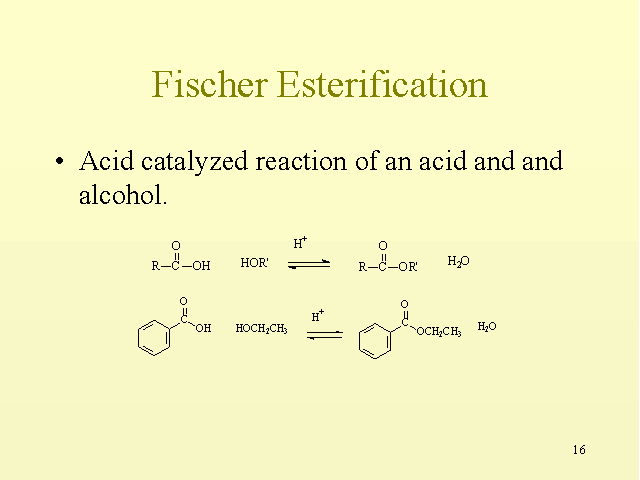 Fischer Esterification
• Acid catalyzed reaction of an acid and and
alcohol.
O
H⁺
O
R—C—OH HOR' R—C—OR' H₂O
O
O
C
H⁺
C
OH HOCH₂CH₃ OCH₂CH₃ H₂O
16